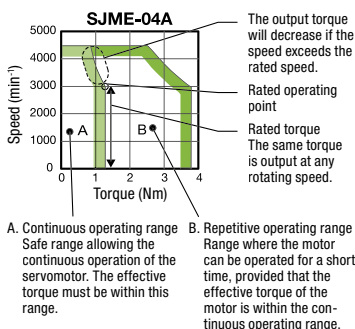 SJME-04A
5000
4000
3000
2000
1000
0
Speed (min-1)
0 1 2 3 4
Torque (Nm)
A
B
The output torque
will decrease if the
speed exceeds the
rated speed.
Rated operating
point
Rated torque
The same torque
is output at any
rotating speed.
A. Continuous operating range
Safe range allowing the
continuous operation of the
servomotor. The effective
torque must be within this
range.
B. Repetitive operating range
Range where the motor
can be operated for a short
time, provided that the
effective torque of the
motor is within the con-
tinuous operating range.